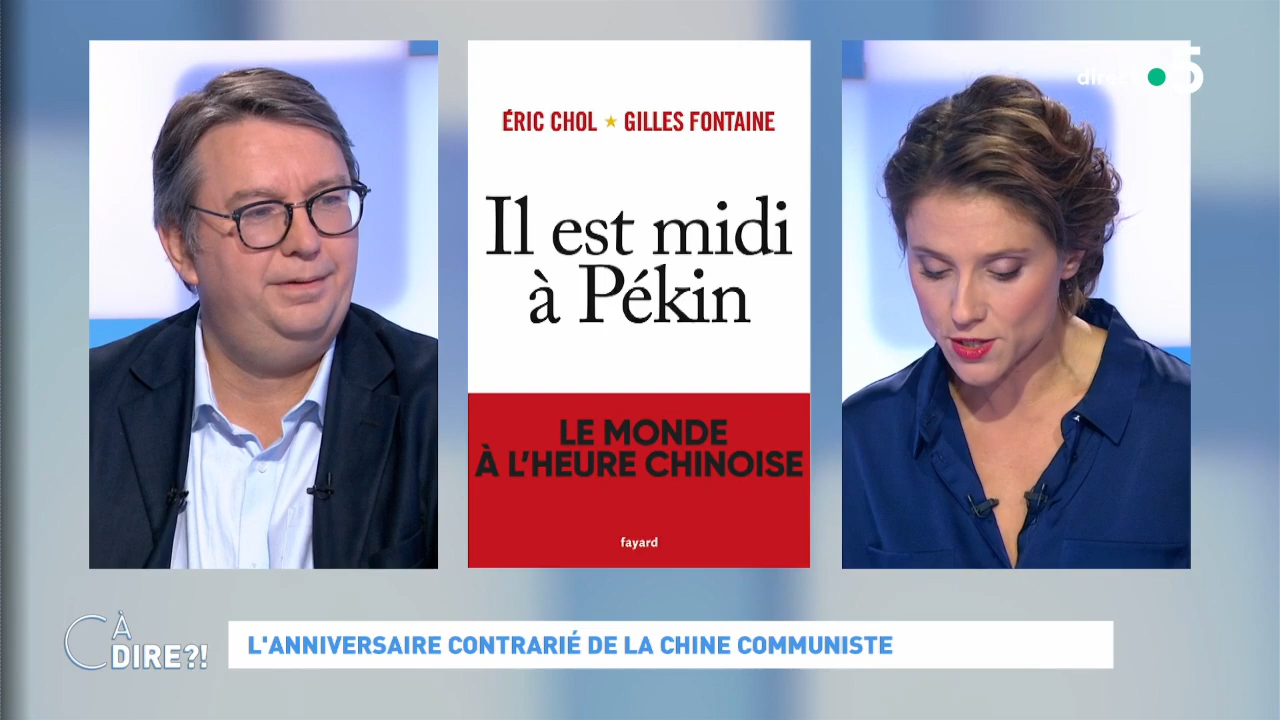 direct 5
ÉRIC CHOL ★ GILLES FONTAINE
Il est midi
à Pékin
LE MONDE
À L'HEURE CHINOISE
fayard
C À
DIRE?!
L'ANNIVERSAIRE CONTRARIÉ DE LA CHINE COMMUNISTE